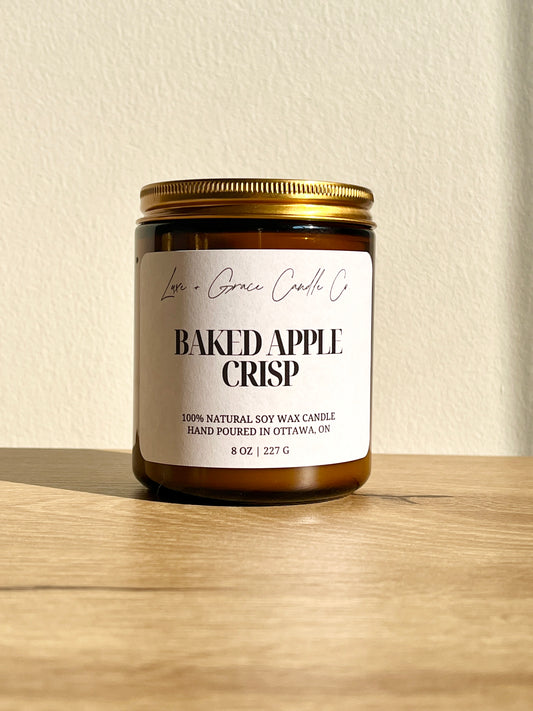 Luxe + Grace Candle Co
BAKED APPLE
CRISP
100% NATURAL SOY WAX CANDLE
HAND POURED IN OTTAWA, ON
8 OZ | 227 G